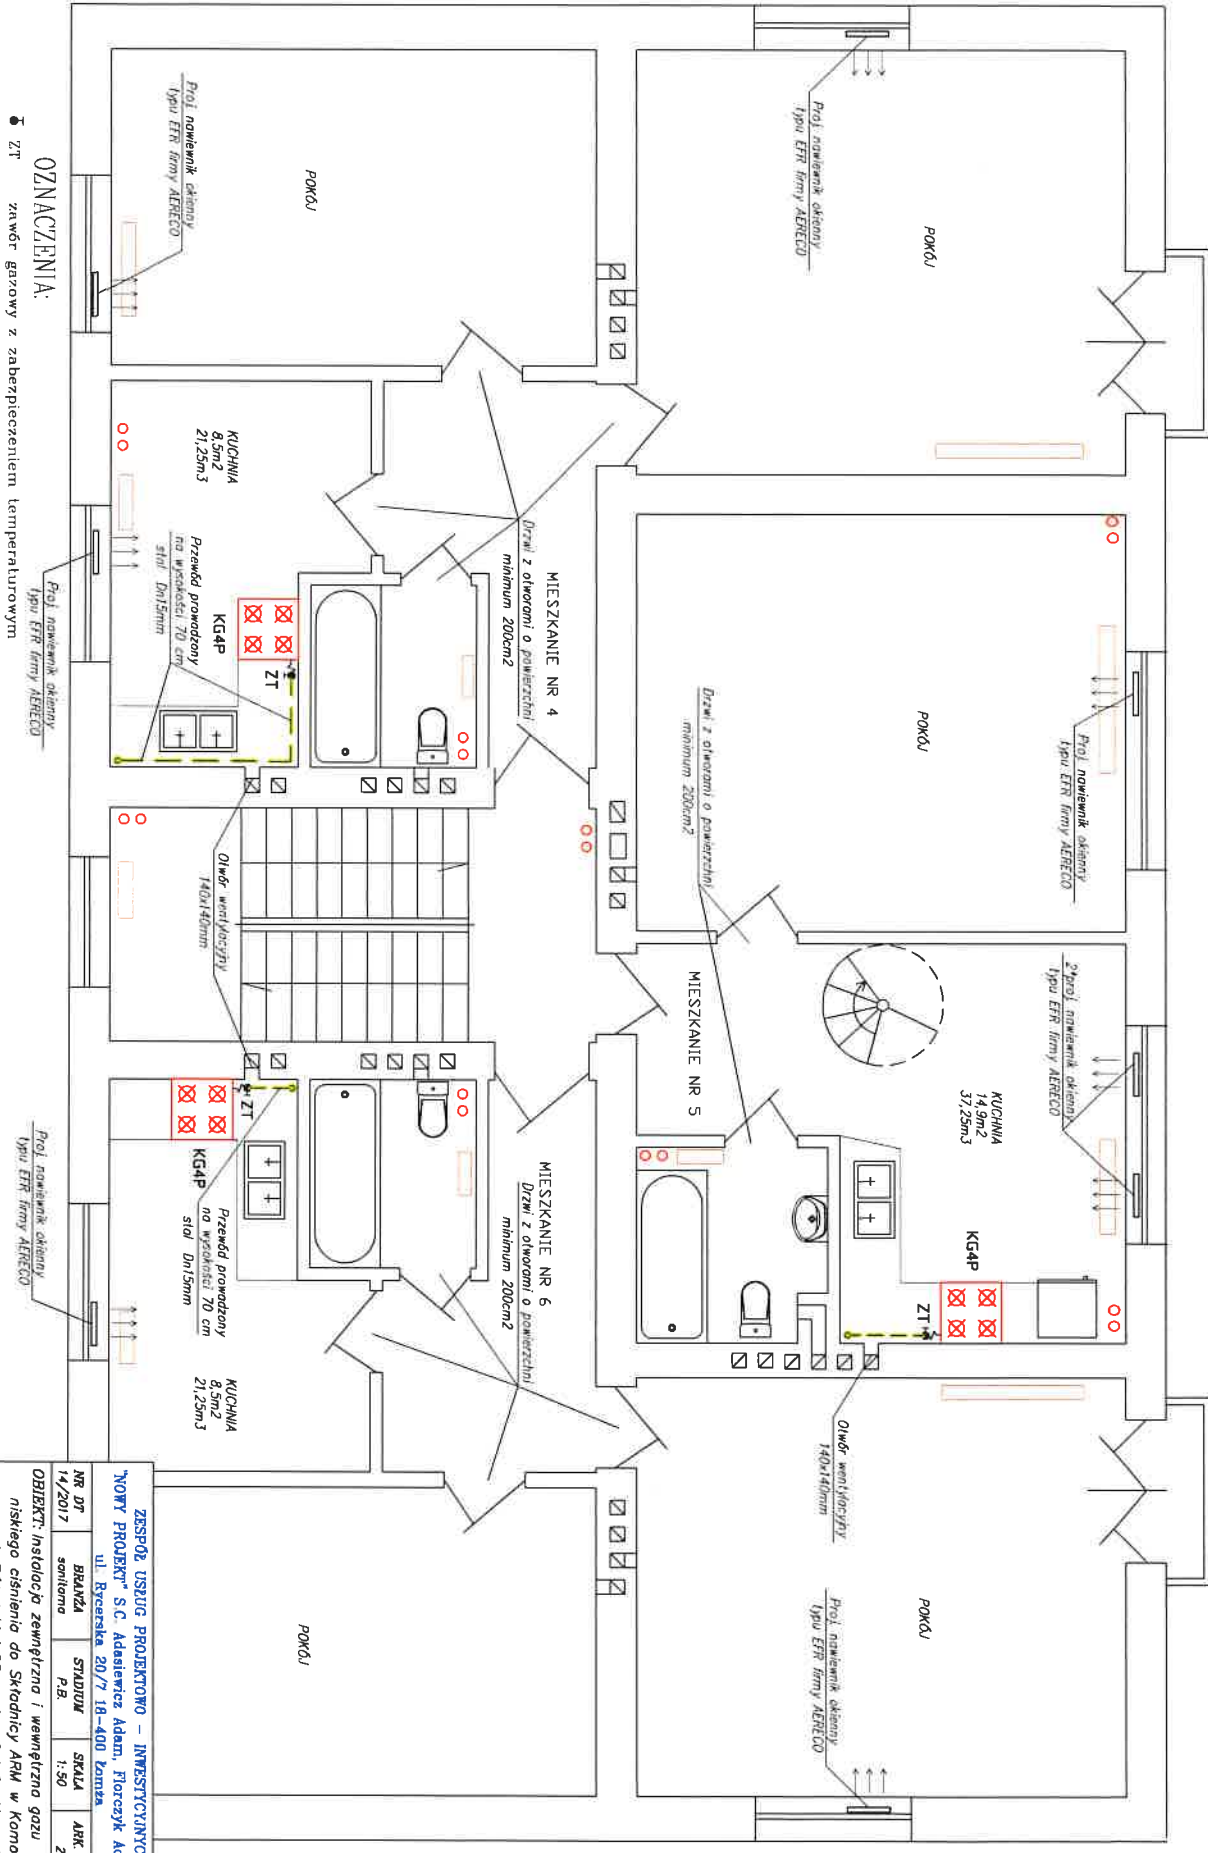 Proj. nawiewnik okienny
typu EFR firmy AERECO
POKÓJ
Proj. nawiewnik okienny
typu EFR firmy AERECO
POKÓJ
KUCHNIA
8,5m2
21,25m3
Przewód prowadzony
na wysokości 70 cm
stal Dn15mm
KG4P
ZT
Proj. nawiewnik okienny
typu EFR firmy AERECO
MIESZKANIE NR 4
Drzwi z otworami o powierzchni
minimum 200cm2
POKÓJ
Proj. nawiewnik okienny
typu EFR firmy AERECO
Drzwi z otworami o powierzchni
minimum 200cm2
Otwór wentylacyjny
140x140mm
MIESZKANIE NR 5
2*proj. nawiewnik okienny
typu EFR firmy AERECO
KUCHNIA
14,9m2
37,25m3
KG4P
ZT
Otwór wentylacyjny
140x140mm
MIESZKANIE NR 6
Drzwi z otworami o powierzchni
minimum 200cm2
ZT
KG4P
Przewód prowadzony
na wysokości 70 cm
stal Dn15mm
KUCHNIA
8,5m2
21,25m3
Proj. nawiewnik okienny
typu EFR firmy AERECO
POKÓJ
Proj. nawiewnik okienny
typu EFR firmy AERECO
POKÓJ
OZNACZENIA:
ZT zawór gazowy z zabezpieczeniem temperaturowym
ZESPÓŁ USŁUG PROJEKTOWO - INWESTYCYJNYC
"NOWY PROJEKT" S.C. Adasiewicz Adam, Florczyk Ad
ul. Rycerska 20/7 18-400 Łomża
NR DT BRANŻA STADIUM SKALA ARK.
14/2017 sanitarna P.B. 1:50 2
OBIEKT: Instalacja zewnętrzna i wewnętrzna gazu
niskiego ciśnienia do Składnicy ARM w Komo